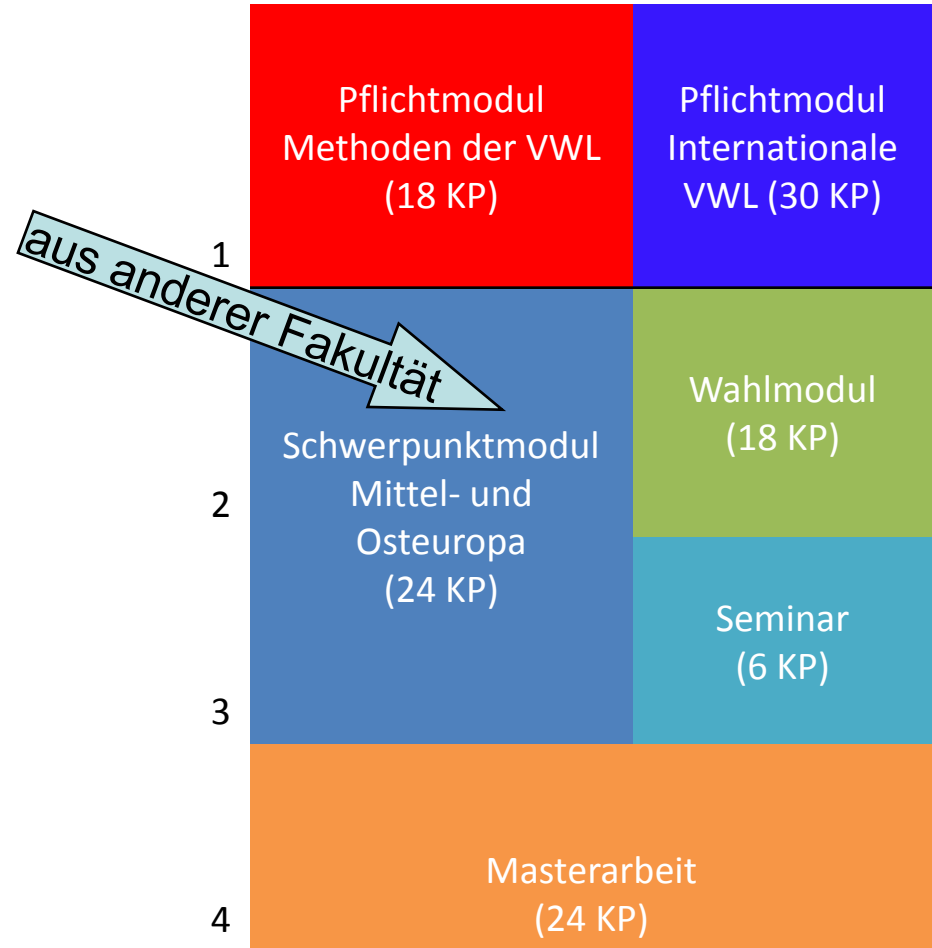 Pflichtmodul
Methoden der VWL
(18 KP)
Pflichtmodul
Internationale
VWL (30 KP)
1
aus anderer Fakultät
Schwerpunktmodul
Mittel- und
Osteuropa
(24 KP)
Wahlmodul
(18 KP)
2
Seminar
(6 KP)
3
Masterarbeit
(24 KP)
4